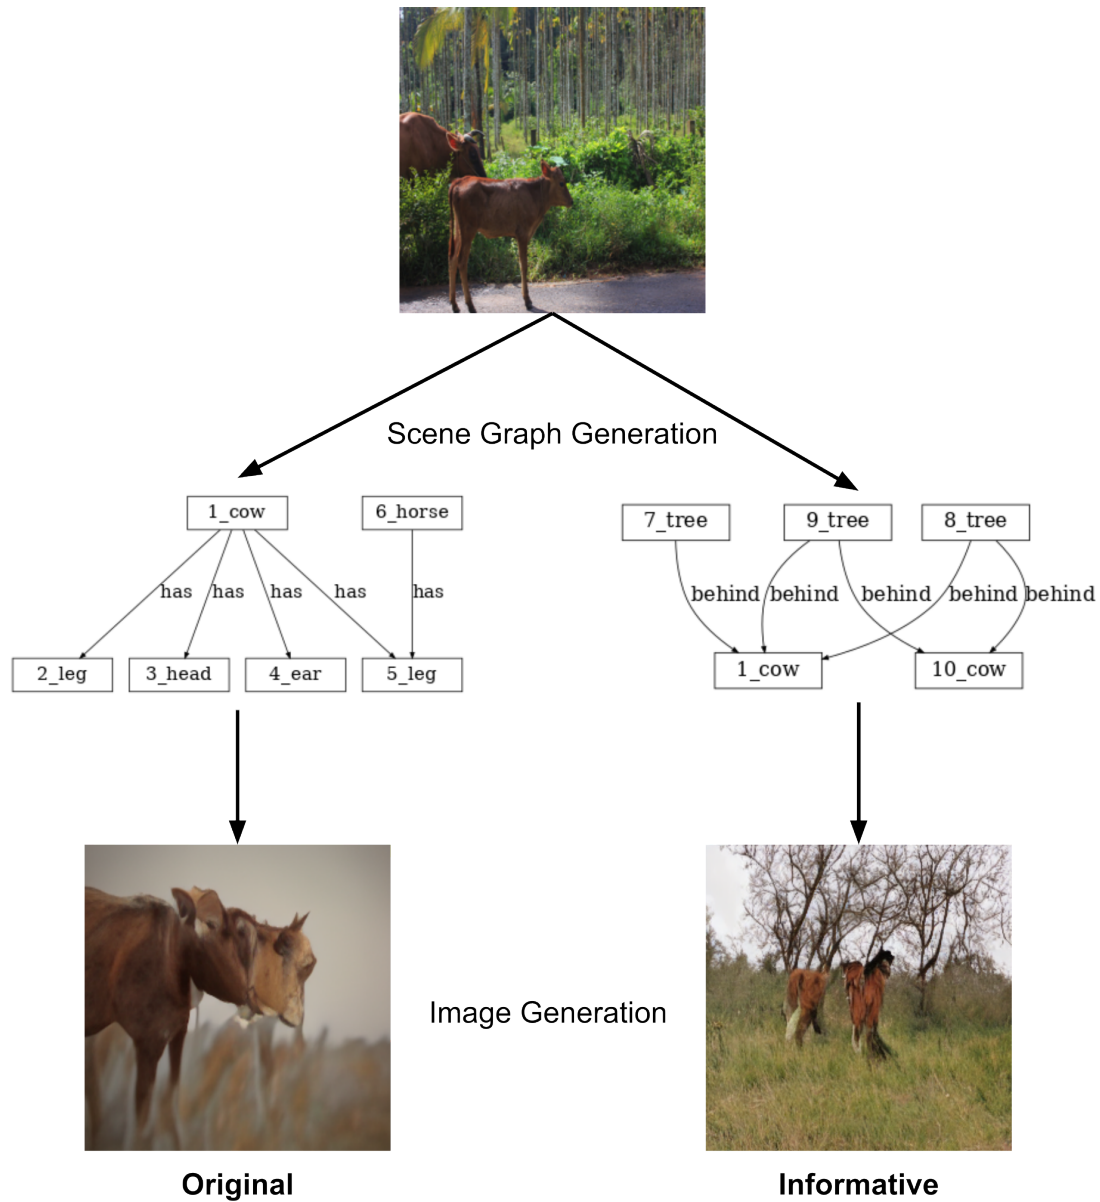 Scene Graph Generation
1_cow
6_horse
has
has
has
has
has
2_leg
3_head
4_ear
5_leg
7_tree
9_tree
8_tree
behind
behind
behind
behind
behind
1_cow
10_cow
Image Generation
Original
Informative